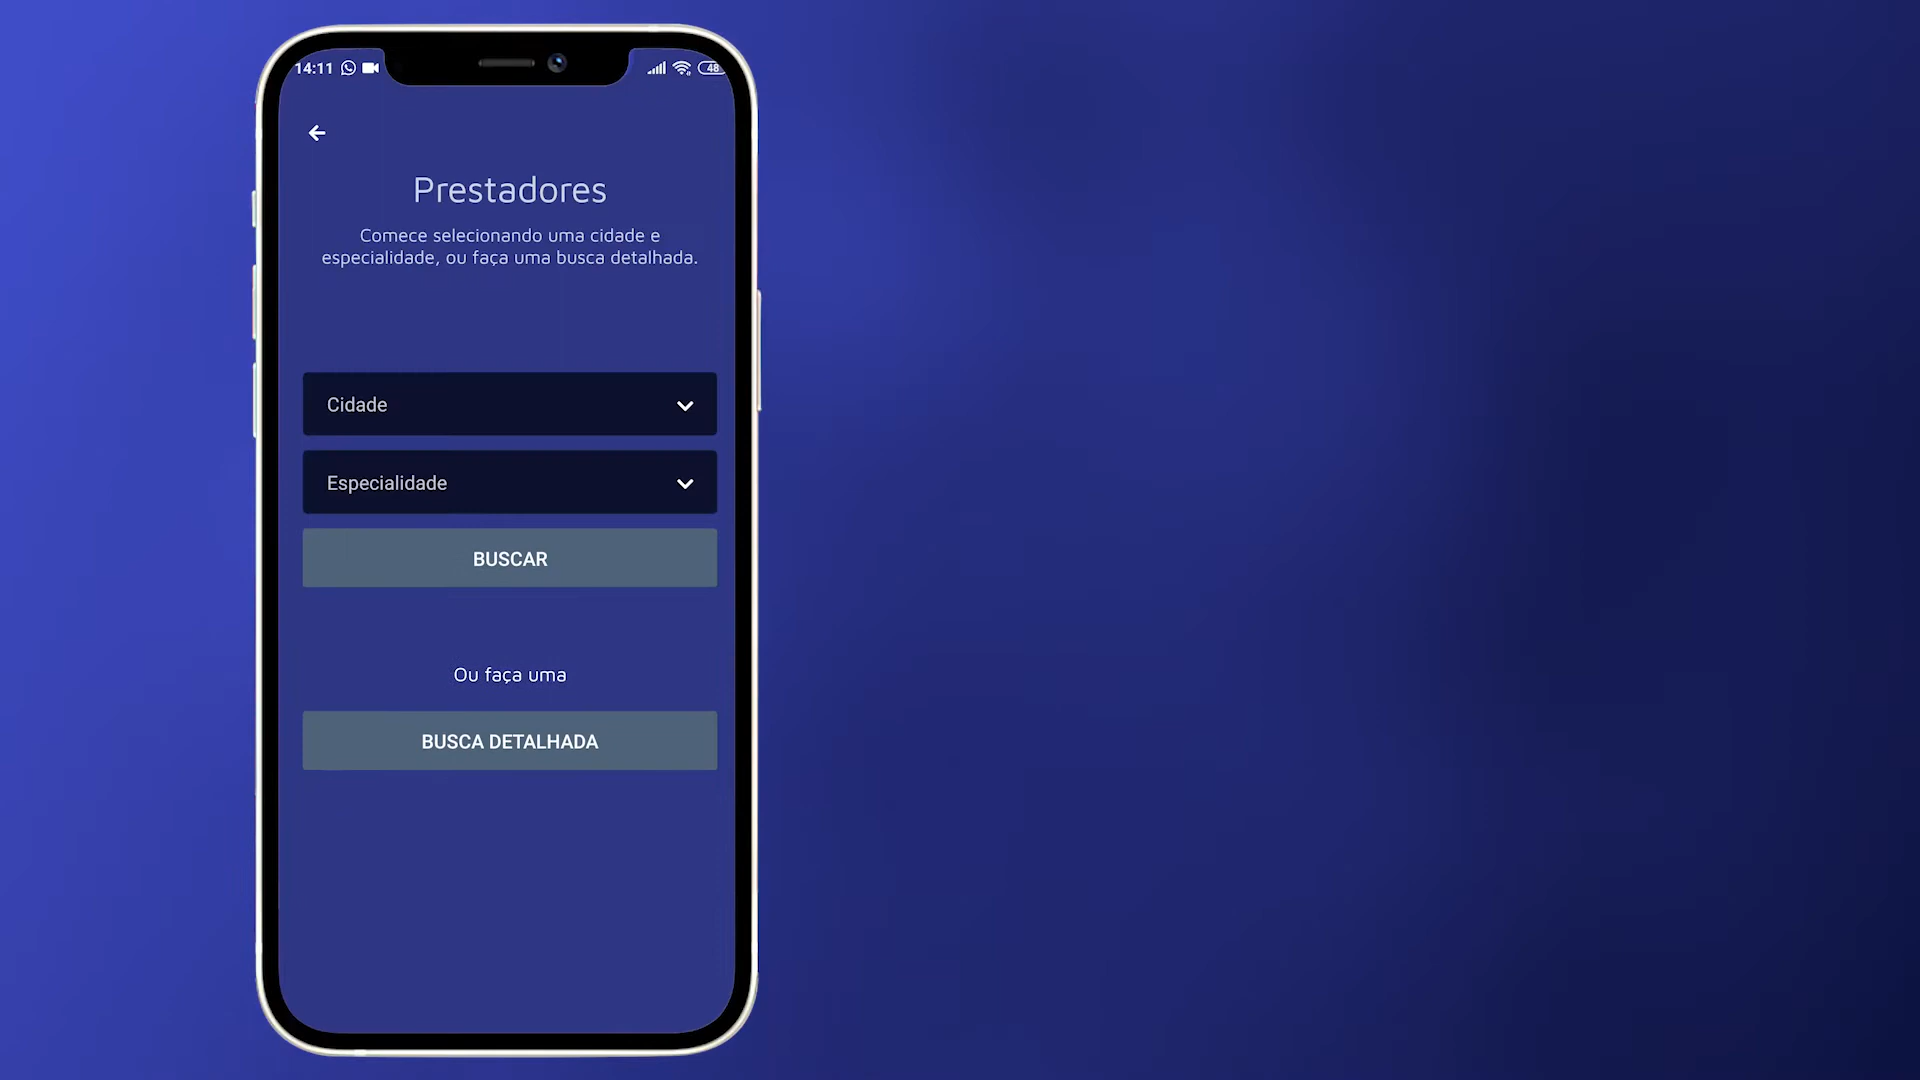 14:11
48
Prestadores
Comece selecionando uma cidade e
especialidade, ou faça uma busca detalhada.
Cidade
Especialidade
BUSCAR
Ou faça uma
BUSCA DETALHADA